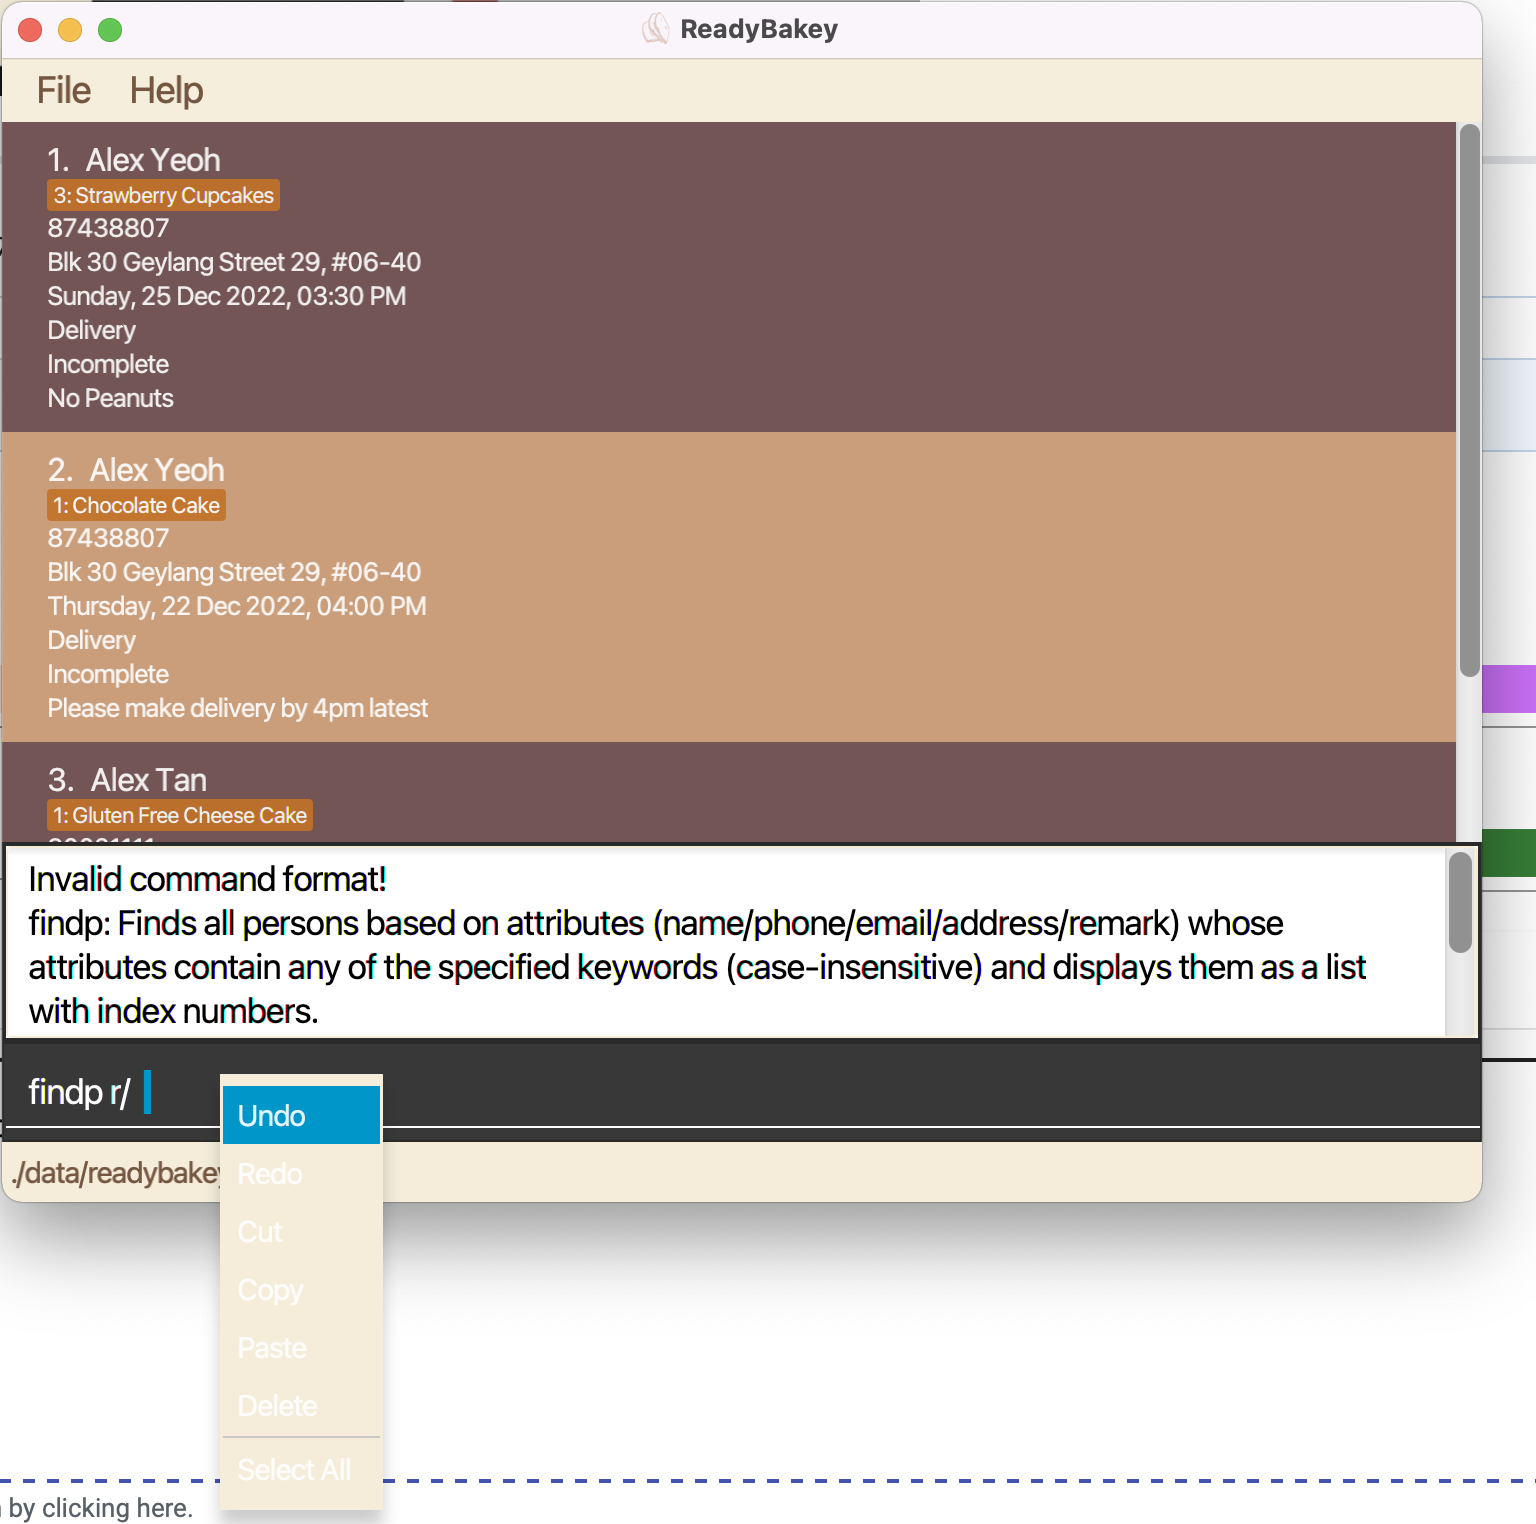 ReadyBakey
File Help
1. Alex Yeoh
3: Strawberry Cupcakes
87438807
Blk 30 Geylang Street 29, #06-40
Sunday, 25 Dec 2022, 03:30 PM
Delivery
Incomplete
No Peanuts
2. Alex Yeoh
1: Chocolate Cake
87438807
Blk 30 Geylang Street 29, #06-40
Thursday, 22 Dec 2022, 04:00 PM
Delivery
Incomplete
Please make delivery by 4pm latest
3. Alex Tan
1: Gluten Free Cheese Cake
Invalid command format!
findp: Finds all persons based on attributes (name/phone/email/address/remark) whose
attributes contain any of the specified keywords (case-insensitive) and displays them as a list
with index numbers.
findp r/
./data/readybakey
Undo
Redo
Cut
Copy
Paste
Delete
Select All
by clicking here.